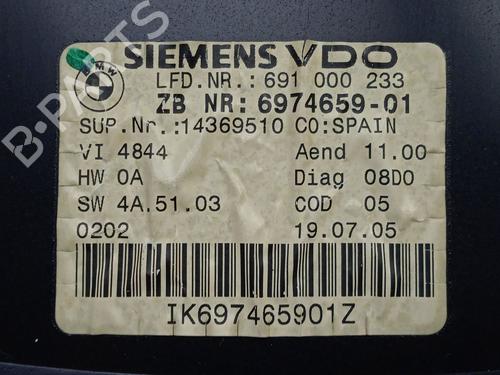 SIEMENS VDO
BMW
LFD.NR.: 691 000 233
ZB NR: 6974659-01
SUP.Nr.:14369510 CO:SPAIN
VI 4844 Aend 11.00
HW 0A Diag 08D0
SW 4A.51.03 COD 05
0202 19.07.05
IK697465901Z
B-PARTS